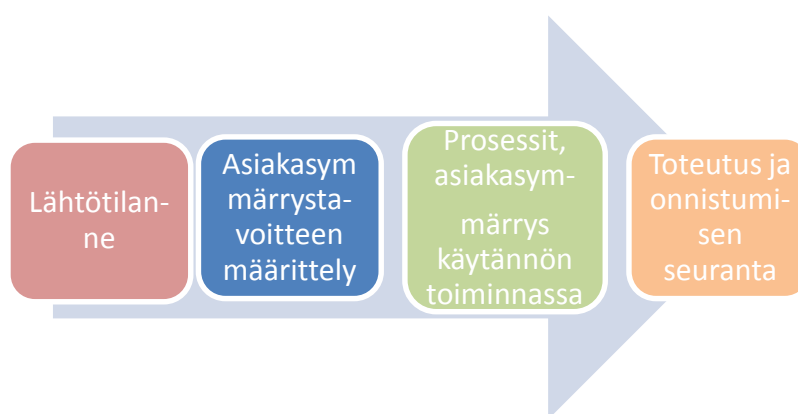 Lähtötilan-
ne
Asiakasym
märrysta-
voitteen
määrittely
Prosessit,
asiakasym-
märrys
käytännön
toiminnassa
Toteutus ja
onnistumi-
sen
seuranta